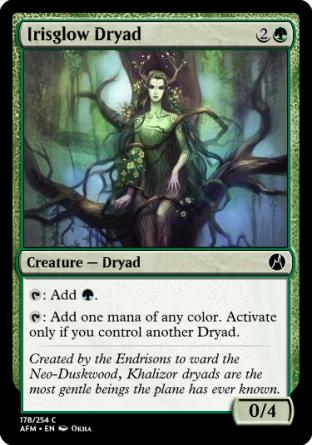 Irisglow Dryad 2
Creature — Dryad
: Add .
: Add one mana of any color. Activate
only if you control another Dryad.
Created by the Endrisons to ward the
Neo-Duskwood, Khalizor dryads are the
most gentle beings the plane has ever known.
0/4
178/254 C
AFM • EN Okha